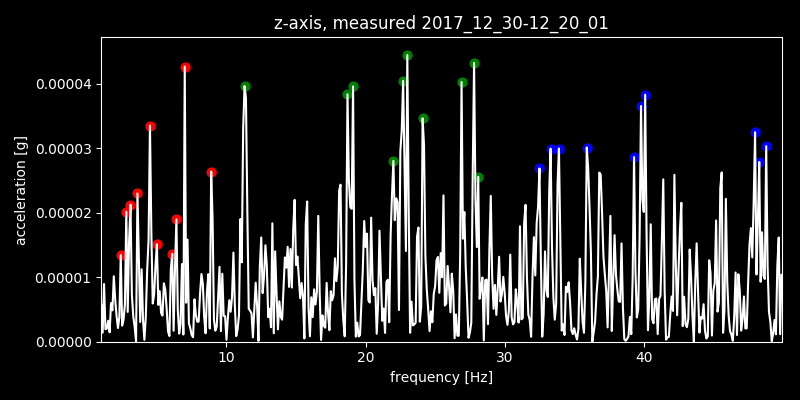 z-axis, measured 2017_12_30-12_20_01
acceleration [g]
0.00004
0.00003
0.00002
0.00001
0.00000
10 20 30 40
frequency [Hz]